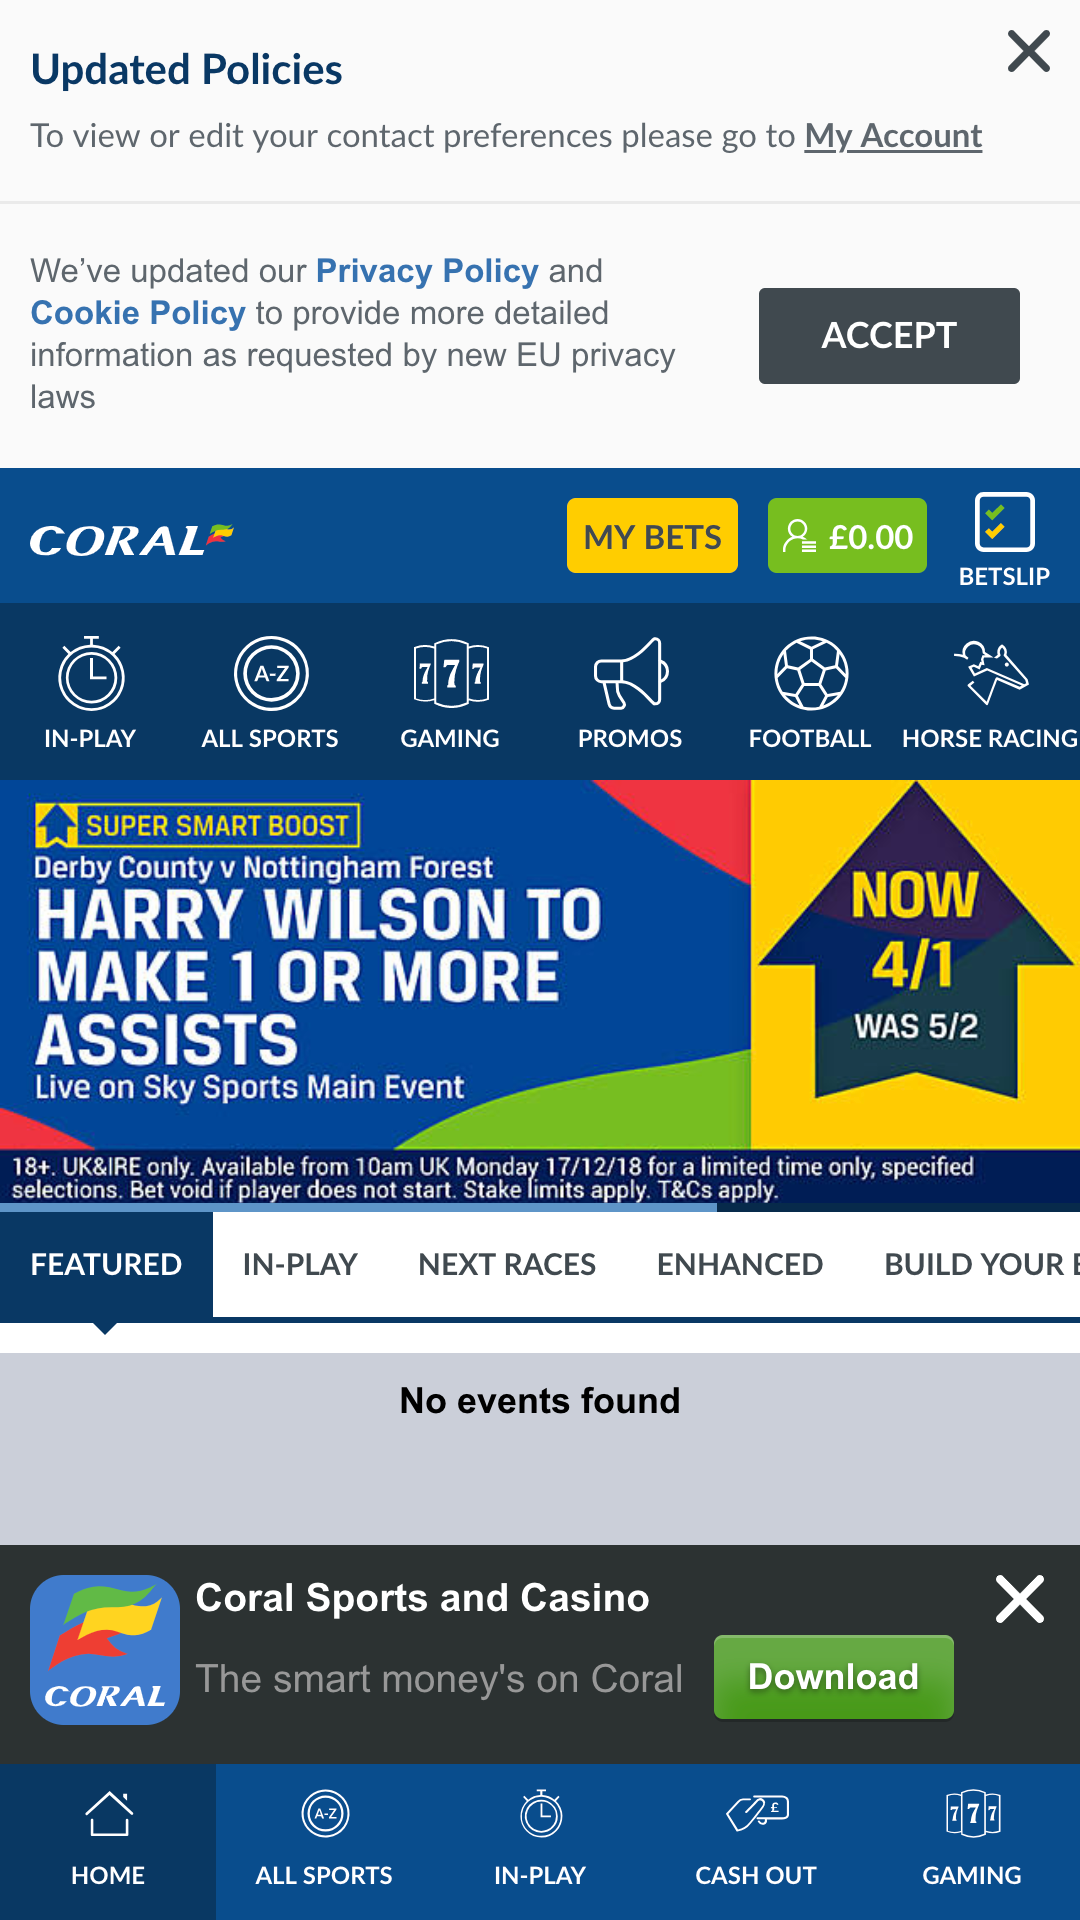 Updated Policies
To view or edit your contact preferences please go to My Account
We’ve updated our Privacy Policy and
Cookie Policy to provide more detailed
information as requested by new EU privacy
laws
ACCEPT
CORAL
MY BETS
£0.00
BETSLIP
A-Z
7 7 7
IN-PLAY
ALL SPORTS
GAMING
PROMOS
FOOTBALL
HORSE RACING
SUPER SMART BOOST
Derby County v Nottingham Forest
HARRY WILSON TO
MAKE 1 OR MORE
ASSISTS
Live on Sky Sports Main Event
NOW
4/1
WAS 5/2
18+. UK&IRE only. Available from 10am UK Monday 17/12/18 for a limited time only, specified
selections. Bet void if player does not start. Stake limits apply. T&Cs apply.
FEATURED
IN-PLAY
NEXT RACES
ENHANCED
BUILD YOUR B
No events found
Coral Sports and Casino
The smart money's on Coral
CORAL
Download
A-Z
£
7 7 7
HOME
ALL SPORTS
IN-PLAY
CASH OUT
GAMING